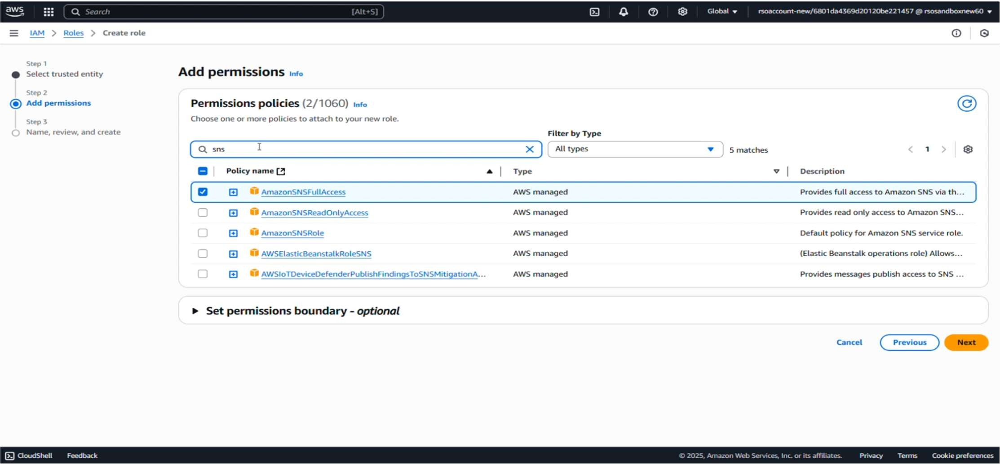 aws Search [Alt+S] Global rsoaccount-new/6801da4369d20120be221457 @ rsosandboxnew60
IAM > Roles > Create role
Step 1
Select trusted entity
Step 2
Add permissions
Step 3
Name, review, and create
Add permissions Info
Permissions policies (2/1060) Info
Choose one or more policies to attach to your new role.
Filter by Type
sns All types 5 matches 1
Policy name Type Description
AmazonSNSFullAccess AWS managed Provides full access to Amazon SNS via th...
AmazonSNSReadOnlyAccess AWS managed Provides read only access to Amazon SNS...
AmazonSNSRole AWS managed Default policy for Amazon SNS service role.
AWSElasticBeanstalkRoleSNS AWS managed (Elastic Beanstalk operations role) Allows...
AWSIoTDeviceDefenderPublishFindingsToSNSMitigationA... AWS managed Provides messages publish access to SNS ...
Set permissions boundary - optional
Cancel Previous Next
CloudShell Feedback © 2025, Amazon Web Services, Inc. or its affiliates. Privacy Terms Cookie preferences